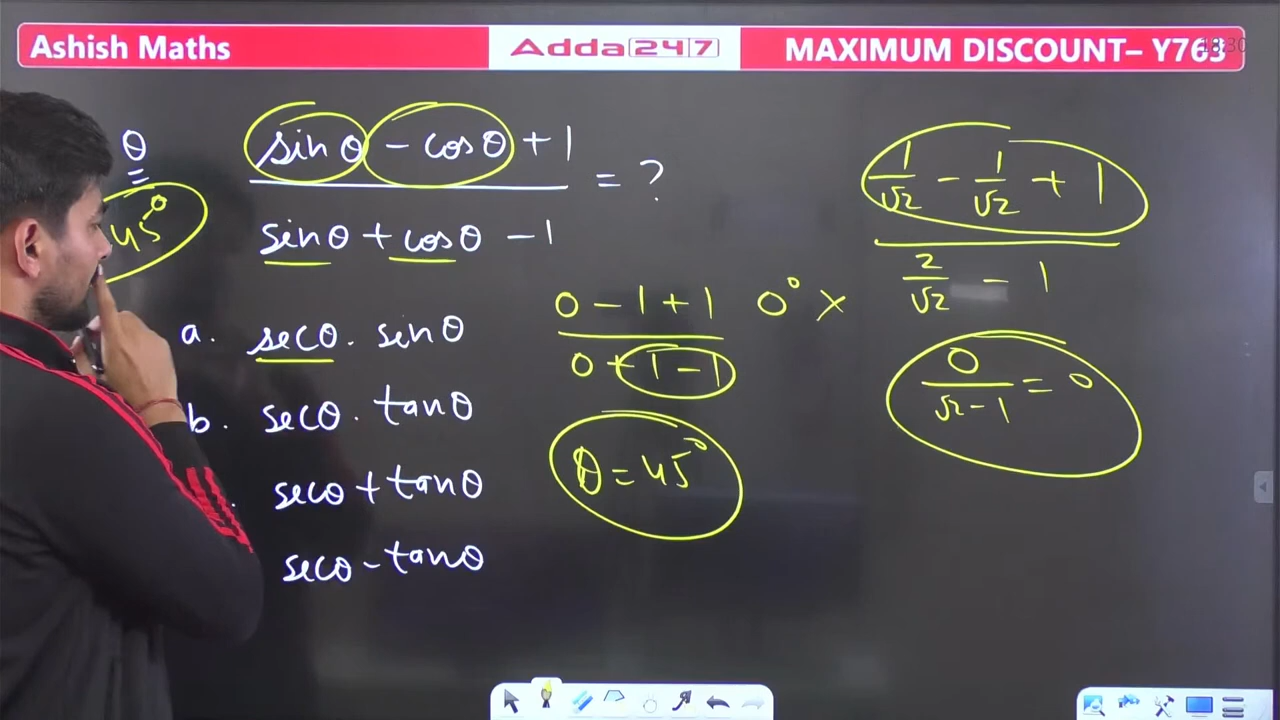 Ashish Maths
Adda247
MAXIMUM DISCOUNT– Y763
18:30
θ
45°
sinθ - cosθ + 1
sinθ + cosθ - 1
= ?
a. secθ. sinθ
b. secθ. tanθ
. secθ + tanθ
secθ - tanθ
0 - 1 + 1
0 + 1 - 1
0° ×
θ = 45°
1/√2 - 1/√2 + 1
2/√2 - 1
0/√2-1 = 0